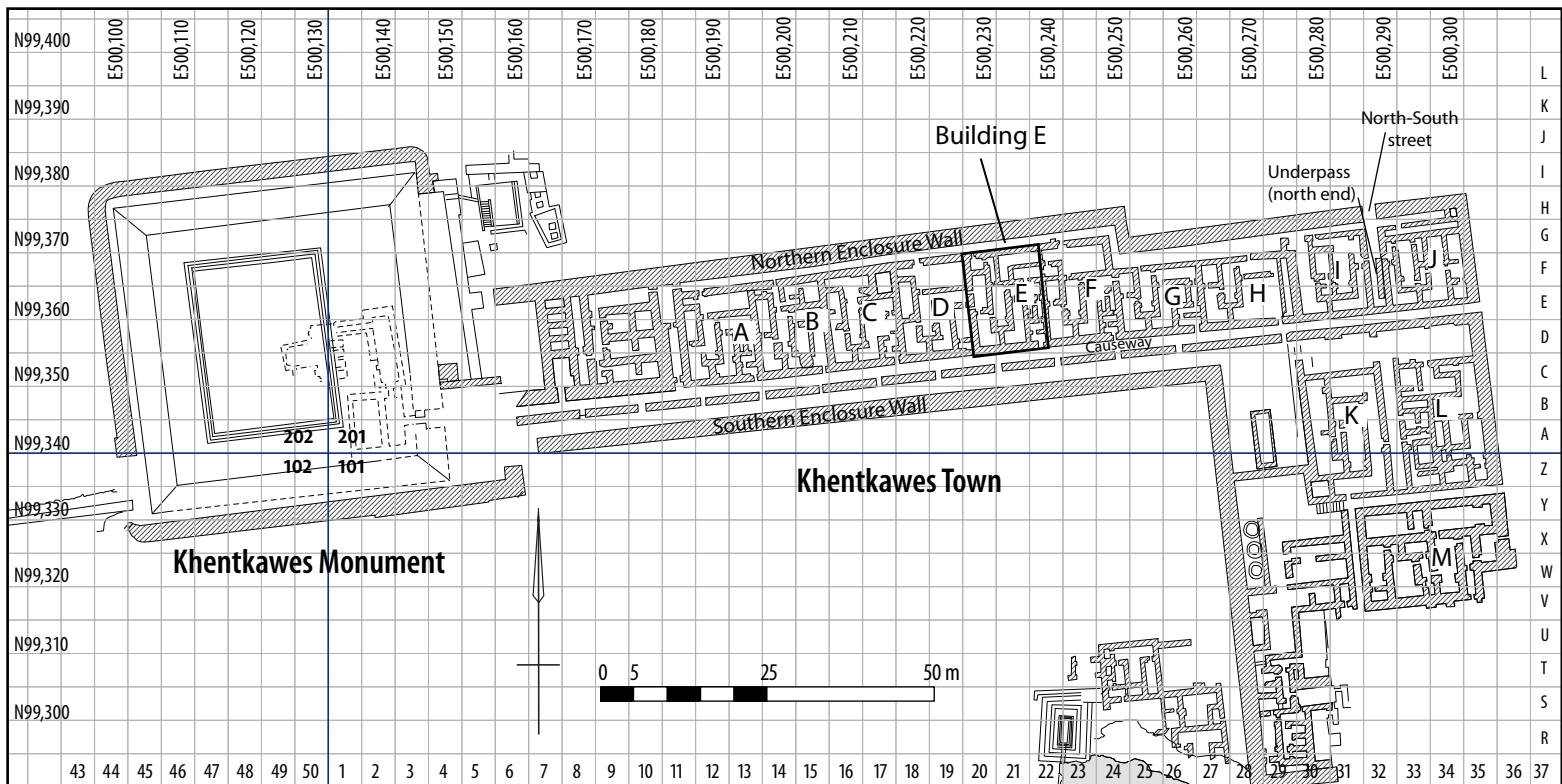 E500,100
E500,110
E500,120
E500,130
E500,140
E500,150
E500,160
E500,170
E500,180
E500,190
E500,200
E500,210
E500,220
E500,230
E500,240
E500,250
E500,260
E500,270
E500,280
E500,290
E500,300
N99,400
N99,390
N99,380
N99,370
N99,360
N99,350
N99,340
N99,330
N99,320
N99,310
N99,300
L
K
J
I
H
G
F
E
D
C
B
A
Z
Y
X
W
V
U
T
S
R
Building E
North-South
street
Underpass
(north end)
Northern Enclosure Wall
A
B
C
D
E
F
G
H
I
J
Causeway
Southern Enclosure Wall
K
L
M
202 201
102 101
Khentkawes Town
Khentkawes Monument
0 5 25 50 m
43 44 45 46 47 48 49 50 1 2 3 4 5 6 7 8 9 10 11 12 13 14 15 16 17 18 19 20 21 22 23 24 25 26 27 28 29 30 31 32 33 34 35 36 37